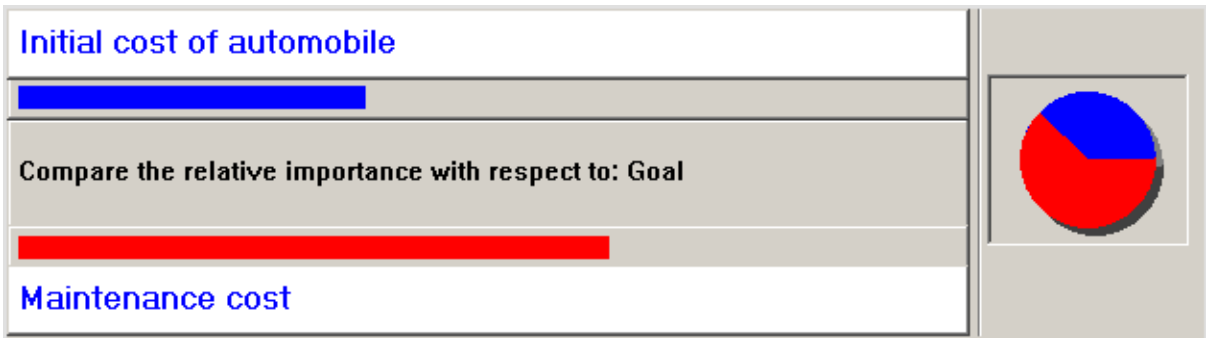 Initial cost of automobile
Compare the relative importance with respect to: Goal
Maintenance cost